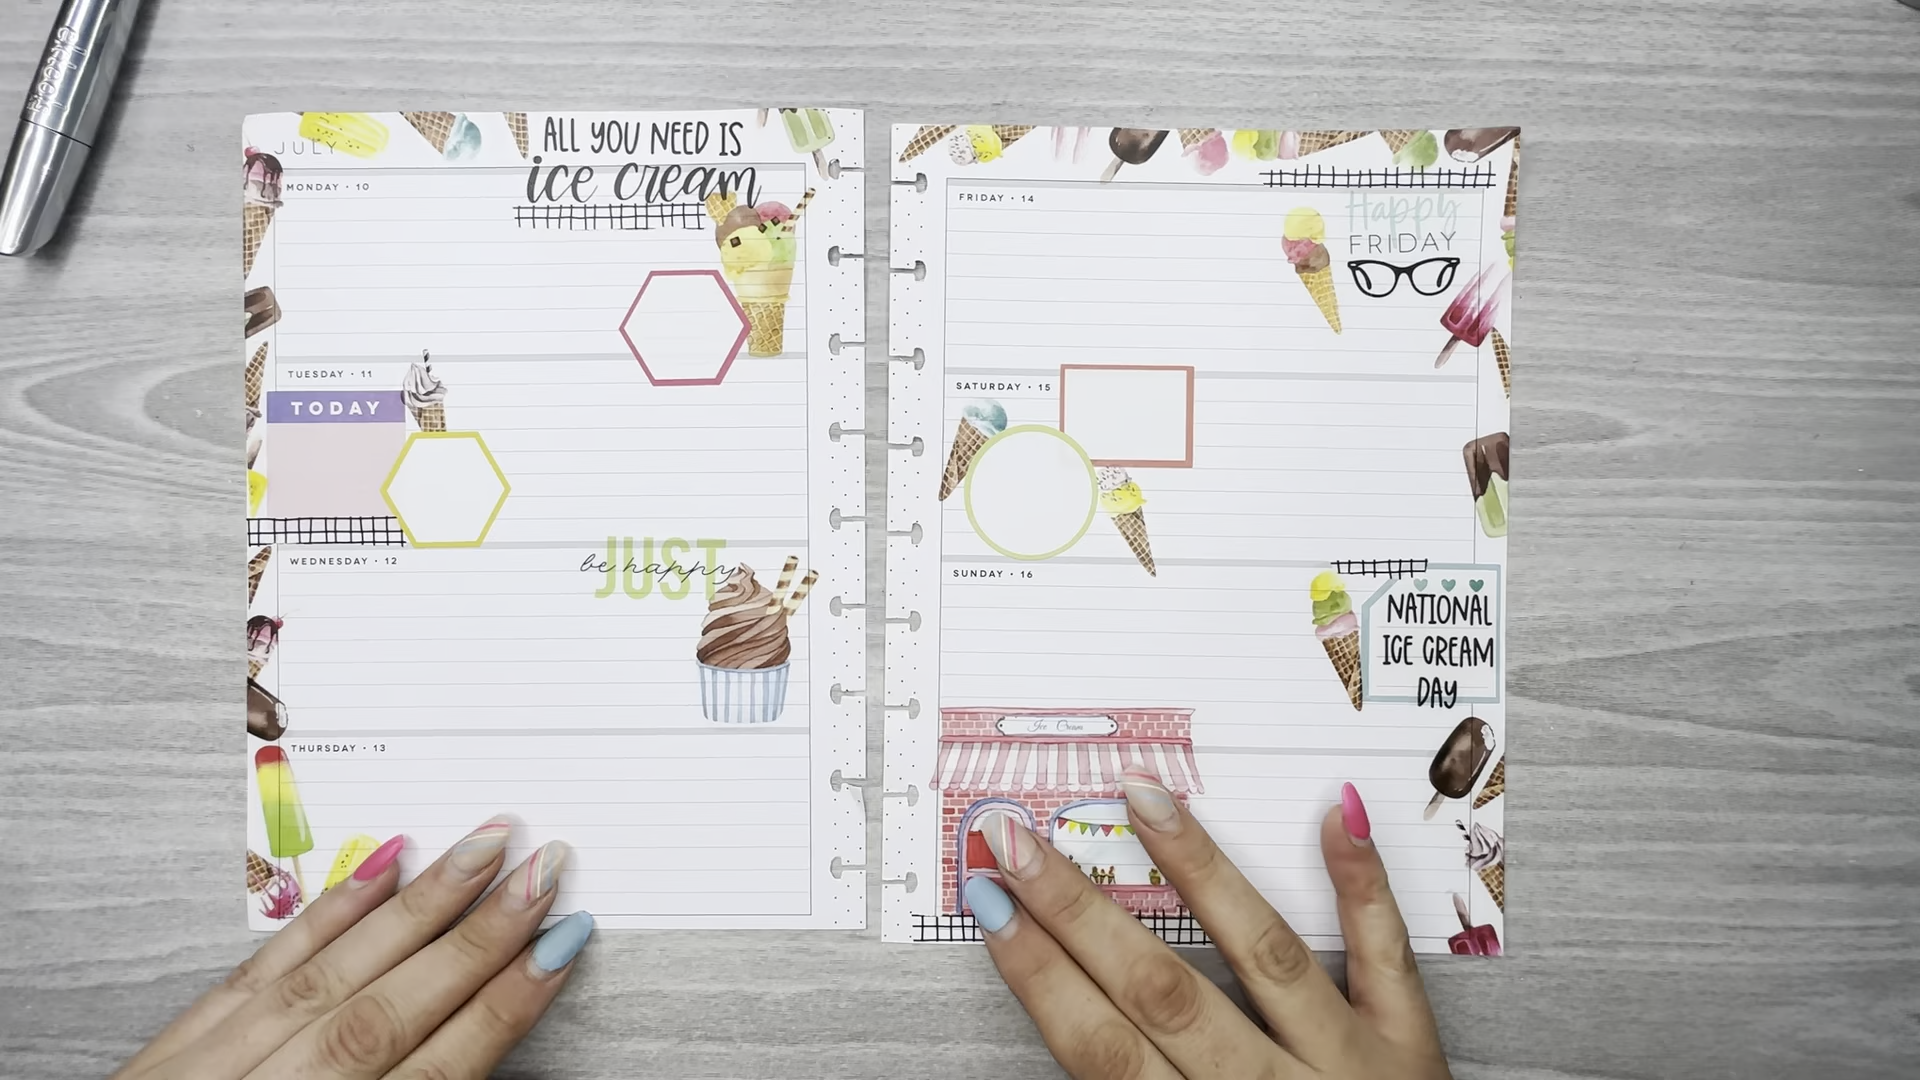 JULY
ALL YOU NEED IS
ice cream
MONDAY • 10
TUESDAY • 11
TODAY
WEDNESDAY • 12
JUST
be happy
THURSDAY • 13
FRIDAY • 14
Happy
FRIDAY
SATURDAY • 15
SUNDAY • 16
NATIONAL
ICE CREAM
DAY
Ice Cream